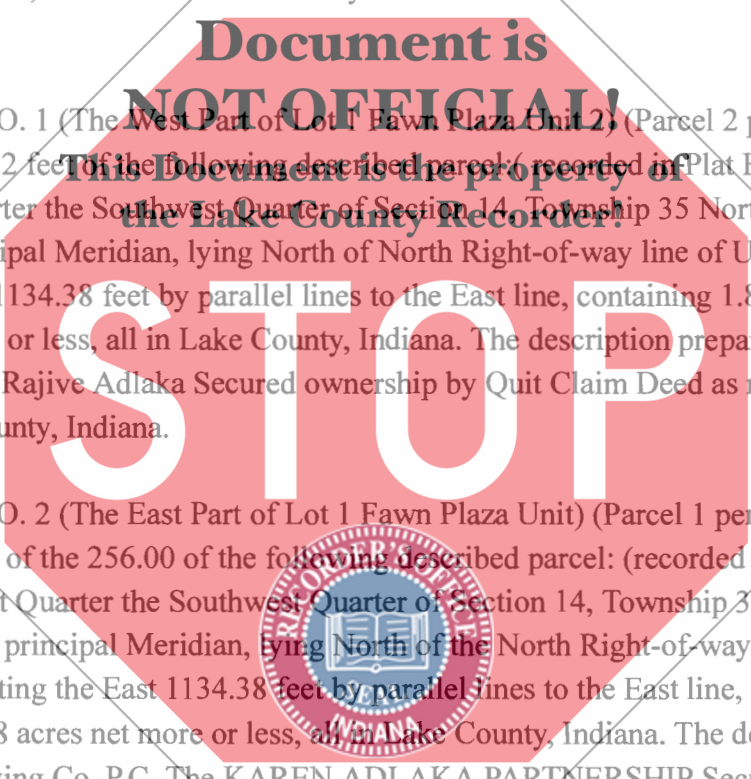 Document is
NOT OFFICIAL!
This Document is the property of
the Lake County Recorder!
STOP
O. 1 (The West Part of Lot 1 Fawn Plaza Unit 2) (Parcel 2
2 feet of the following described parcel:( recorded in Plat
ter the Southwest Quarter of Section 14, Township 35 Nor
ipal Meridian, lying North of North Right-of-way line of U
1134.38 feet by parallel lines to the East line, containing 1.8
or less, all in Lake County, Indiana. The description prepa
Rajive Adlaka Secured ownership by Quit Claim Deed as
unty, Indiana.
O. 2 (The East Part of Lot 1 Fawn Plaza Unit) (Parcel 1 per
of the 256.00 of the following described parcel: (recorded
t Quarter the Southwest Quarter of Section 14, Township 3
principal Meridian, lying North of the North Right-of-way
ting the East 1134.38 feet by parallel lines to the East line,
8 acres net more or less, all in Lake County, Indiana. The de
ying Co. P.C. The KAREN ADLAKA PARTNERSHIP Sec
RECORDER'S OFFICE
SEAL
INDIANA